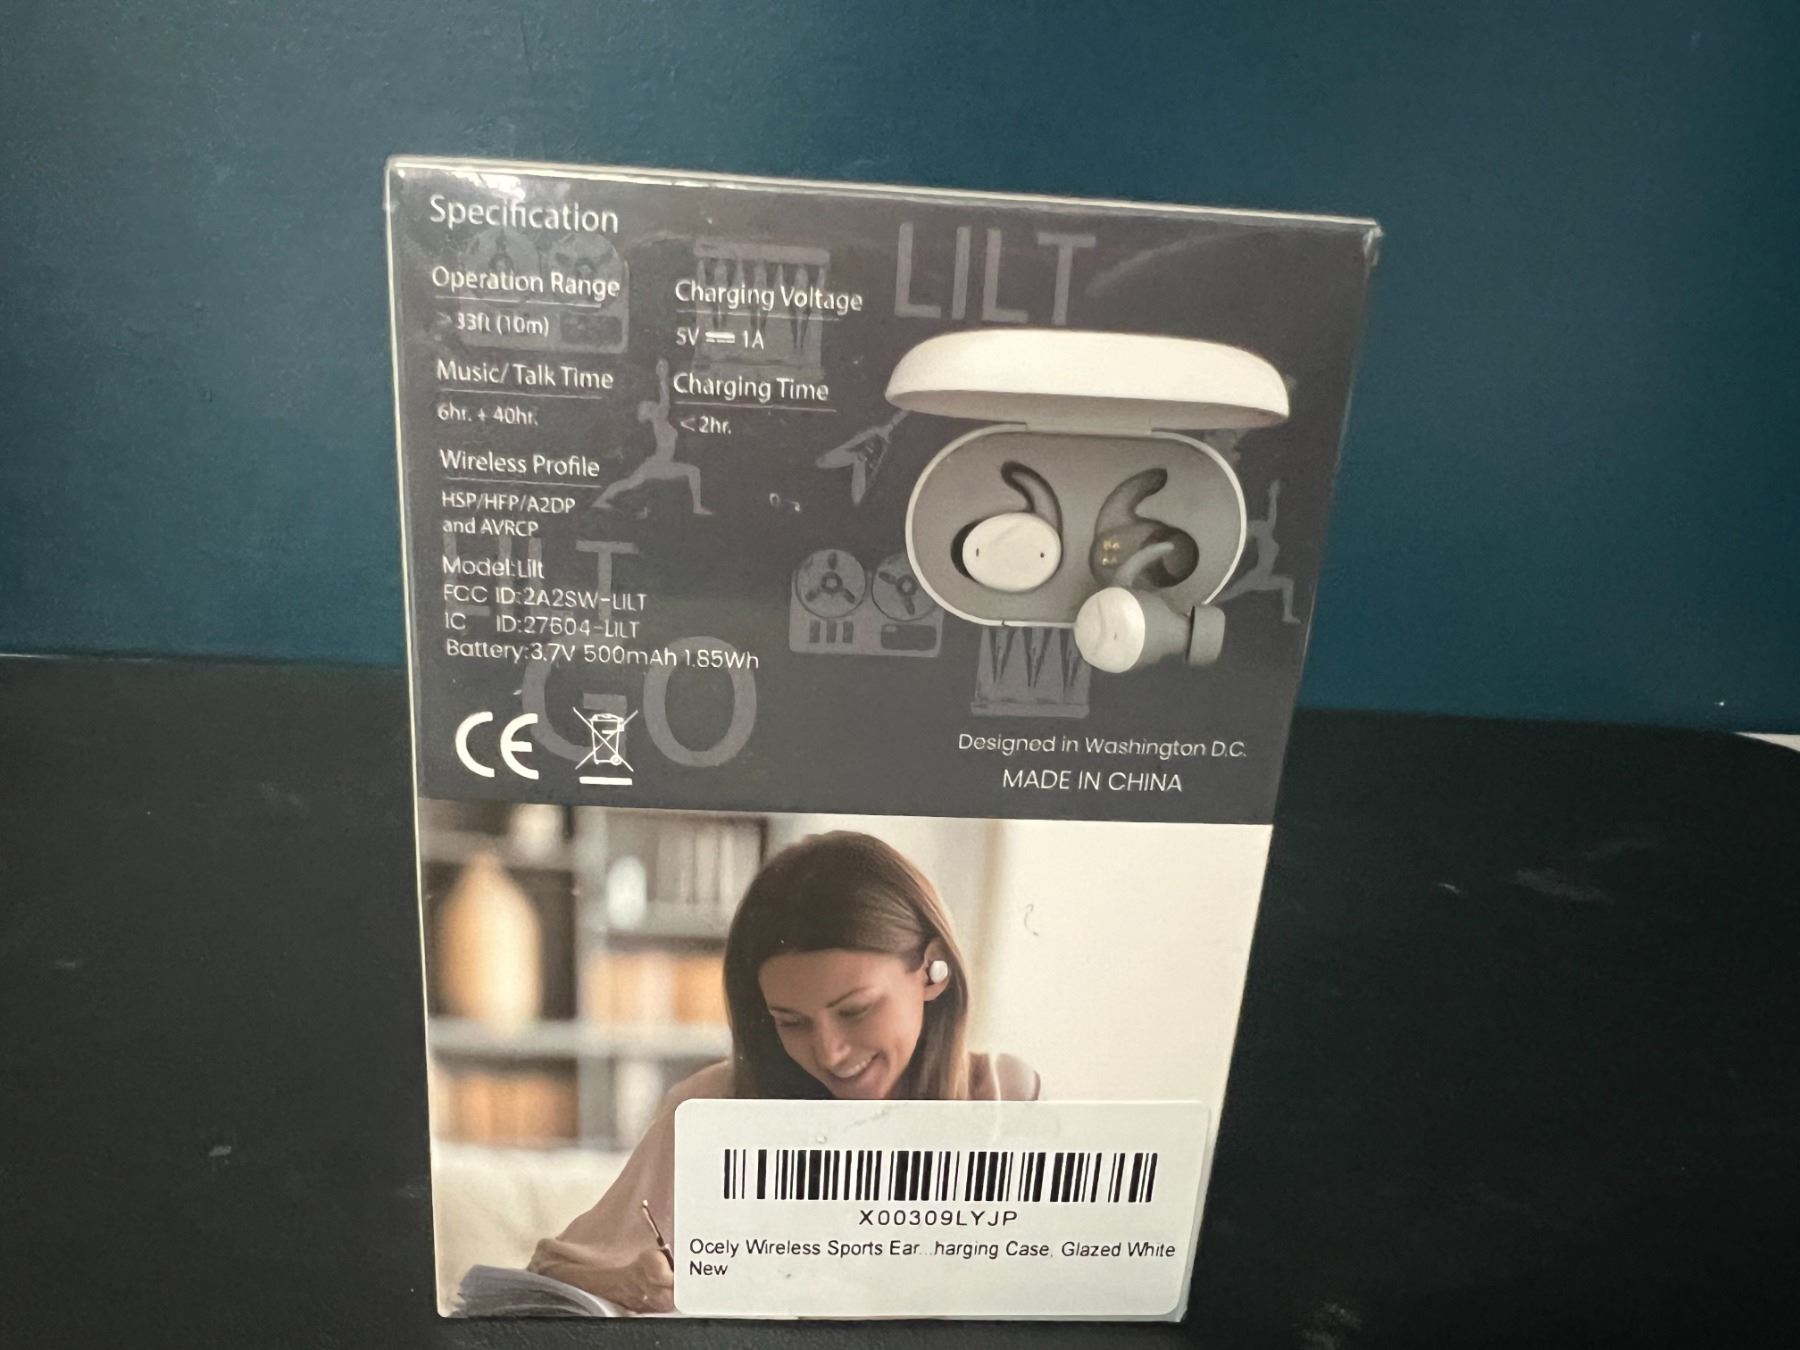 Specification
Operation Range
>33ft (10m)
Charging Voltage
5V ⎓ 1A
Music/ Talk Time
6hr. + 40hr.
Charging Time
<2hr.
Wireless Profile
HSP/HFP/A2DP
and AVRCP
Model:Lilt
FCC ID:2A2SW-LILT
IC ID:27604-LILT
Battery:3.7V 500mAh 1.85Wh
CE
LILT
LILT
GO
Designed in Washington D.C.
MADE IN CHINA
X00309LYJP
Ocely Wireless Sports Ear...harging Case, Glazed White
New